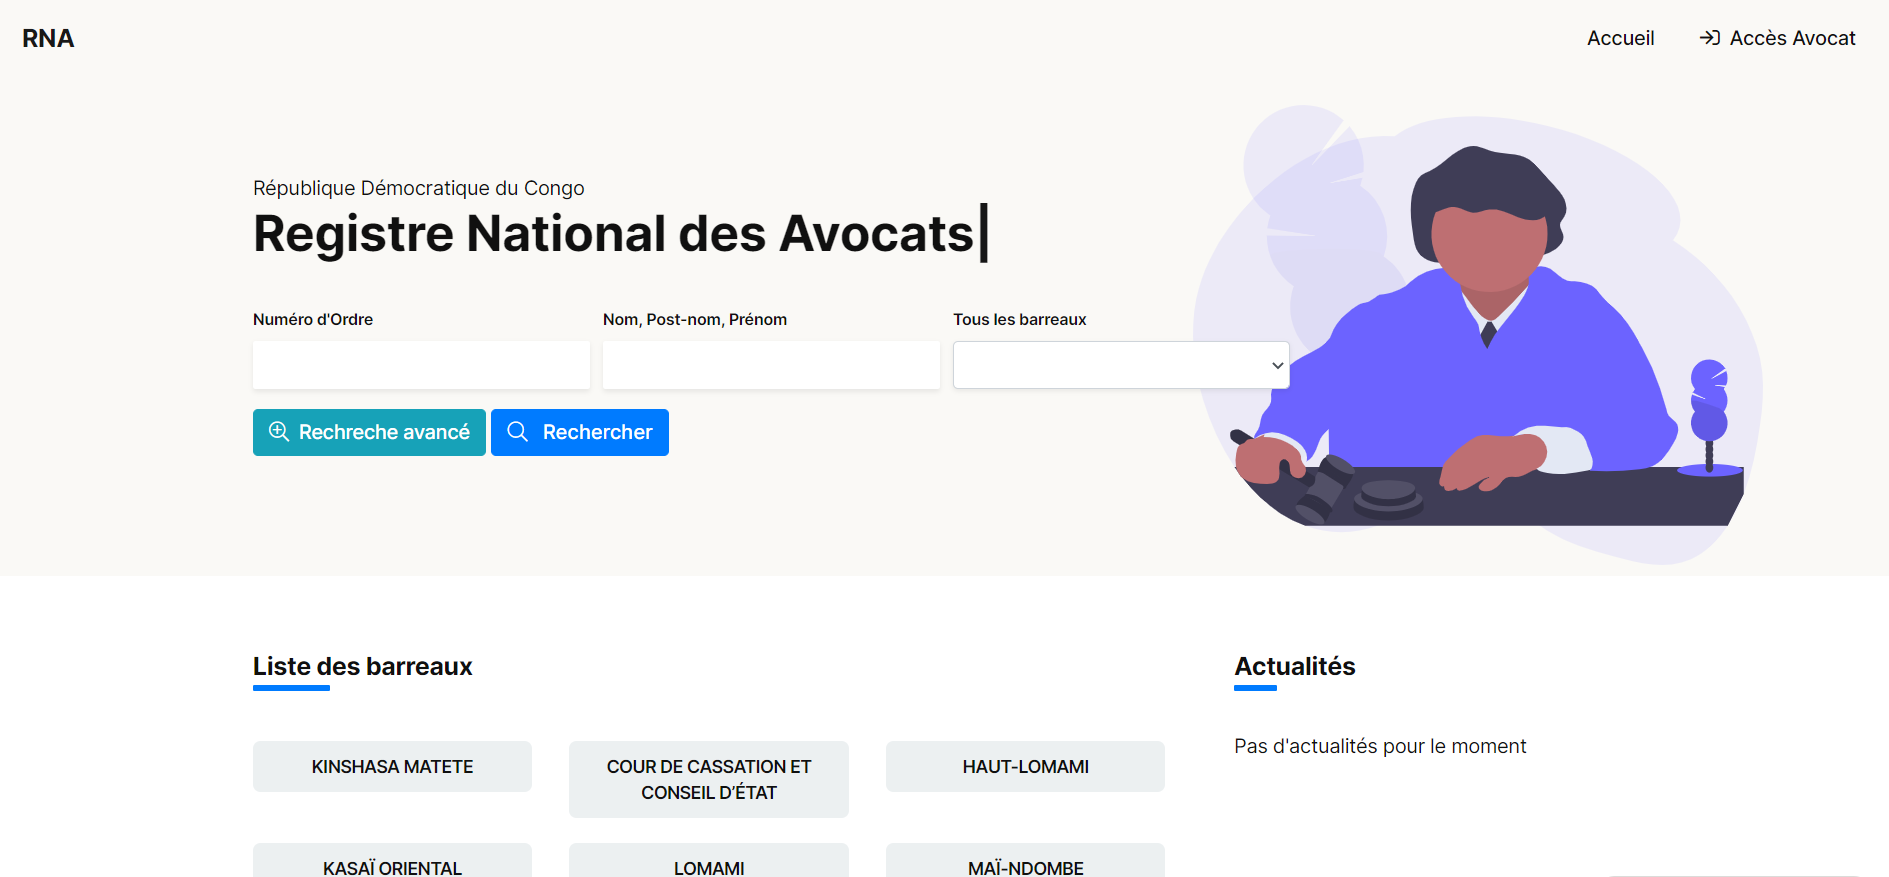 RNA
Accueil
Accès Avocat
République Démocratique du Congo
Registre National des Avocats
Numéro d'Ordre
Nom, Post-nom, Prénom
Tous les barreaux
Rechreche avancé
Rechercher
Liste des barreaux
Actualités
KINSHASA MATETE
COUR DE CASSATION ET
CONSEIL D’ÉTAT
HAUT-LOMAMI
Pas d'actualités pour le moment
KASAÏ ORIENTAL
LOMAMI
MAÏ-NDOMBE